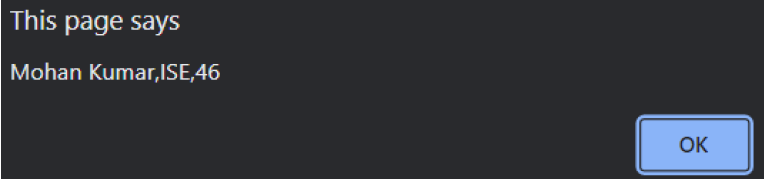 This page says
Mohan Kumar,ISE,46
OK